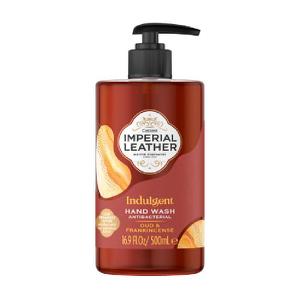 Cussons
IMPERIAL
LEATHER
Indulgent
HAND WASH
ANTIBACTERIAL
OUD &
FRANKINCENSE
16.9 Fl.Oz/ 500mL e